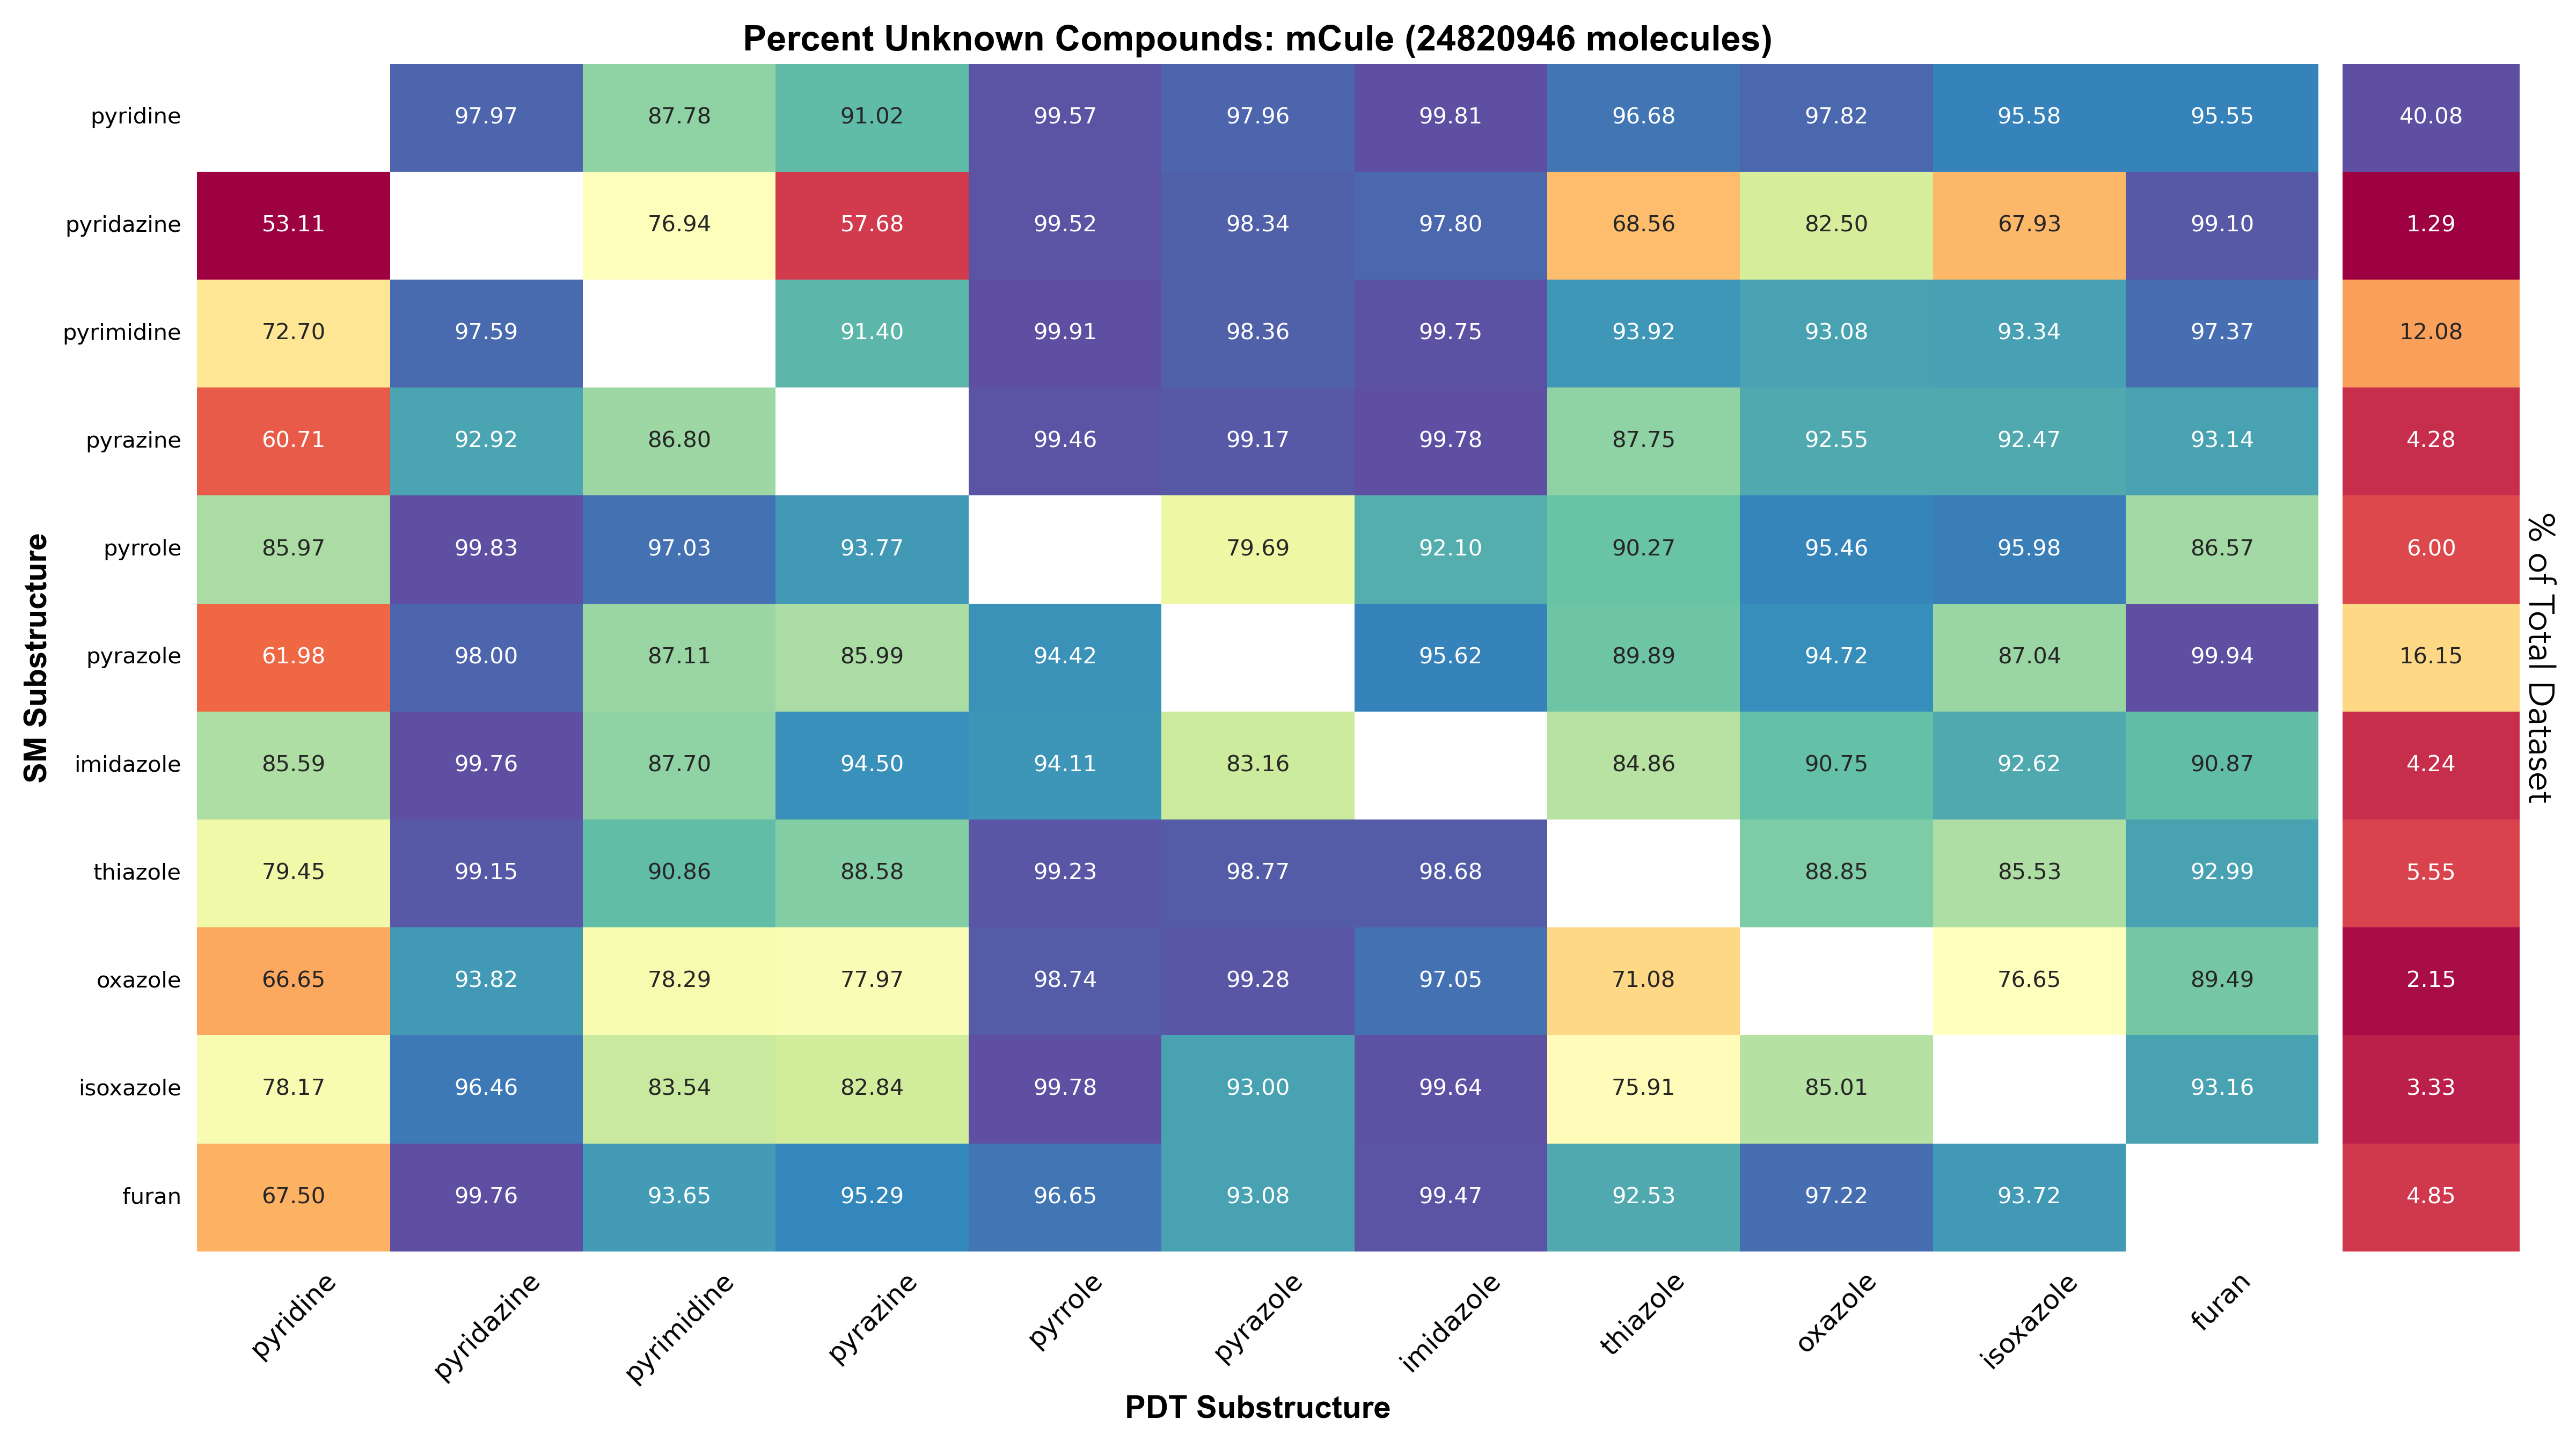 Percent Unknown Compounds: mCule (24820946 molecules)
pyridine 97.97 87.78 91.02 99.57 97.96 99.81 96.68 97.82 95.58 95.55 40.08
pyridazine 53.11 76.94 57.68 99.52 98.34 97.80 68.56 82.50 67.93 99.10 1.29
pyrimidine 72.70 97.59 91.40 99.91 98.36 99.75 93.92 93.08 93.34 97.37 12.08
pyrazine 60.71 92.92 86.80 99.46 99.17 99.78 87.75 92.55 92.47 93.14 4.28
pyrrole 85.97 99.83 97.03 93.77 79.69 92.10 90.27 95.46 95.98 86.57 6.00
pyrazole 61.98 98.00 87.11 85.99 94.42 95.62 89.89 94.72 87.04 99.94 16.15
imidazole 85.59 99.76 87.70 94.50 94.11 83.16 84.86 90.75 92.62 90.87 4.24
thiazole 79.45 99.15 90.86 88.58 99.23 98.77 98.68 88.85 85.53 92.99 5.55
oxazole 66.65 93.82 78.29 77.97 98.74 99.28 97.05 71.08 76.65 89.49 2.15
isoxazole 78.17 96.46 83.54 82.84 99.78 93.00 99.64 75.91 85.01 93.16 3.33
furan 67.50 99.76 93.65 95.29 96.65 93.08 99.47 92.53 97.22 93.72 4.85
SM Substructure
% of Total Dataset
pyridine pyridazine pyrimidine pyrazine pyrrole pyrazole imidazole thiazole oxazole isoxazole furan
PDT Substructure